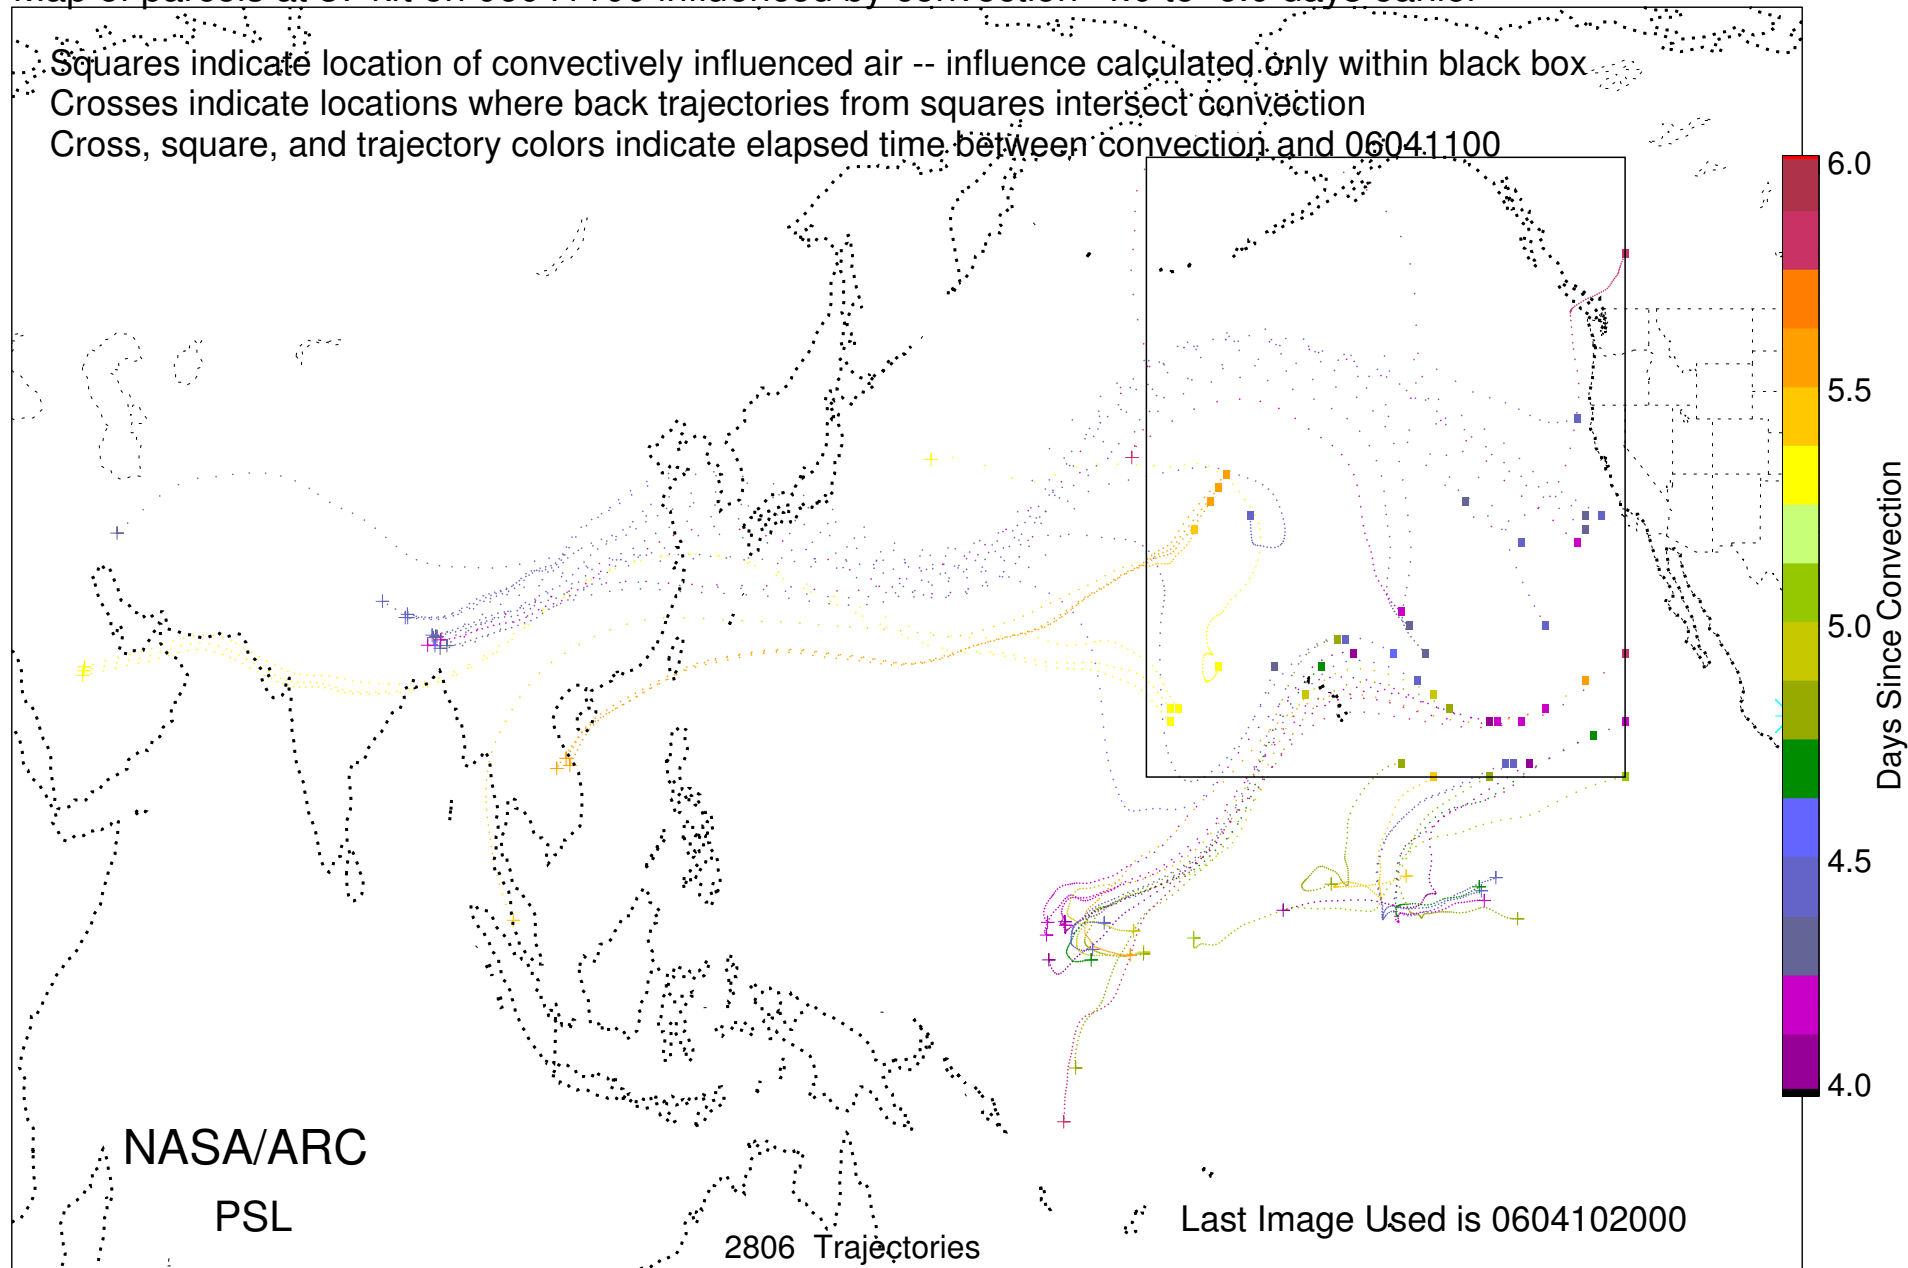 Squares indicate location of convectively influenced air -- influence calculated only within black box
Crosses indicate locations where back trajectories from squares intersect convection
Cross, square, and trajectory colors indicate elapsed time between convection and 06041100
6.0
5.5
5.0
4.5
4.0
Days Since Convection
NASA/ARC
PSL
2806 Trajectories
Last Image Used is 0604102000